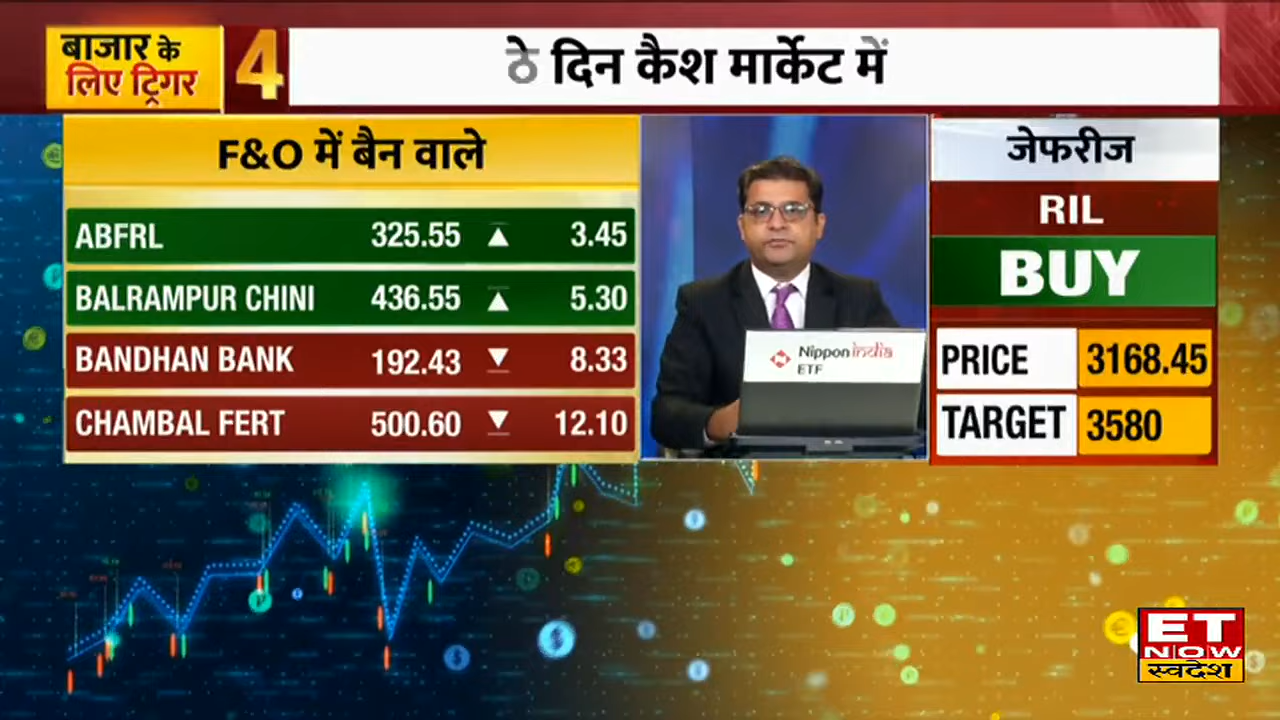 बाजार के
लिए ट्रिगर
4
ठे दिन कैश मार्केट में
F&O में बैन वाले
ABFRL 325.55 ▲ 3.45
BALRAMPUR CHINI 436.55 ▲ 5.30
BANDHAN BANK 192.43 ▼ 8.33
CHAMBAL FERT 500.60 ▼ 12.10
Nippon india
ETF
जेफरीज
RIL
BUY
PRICE 3168.45
TARGET 3580
ET
NOW
स्वदेश